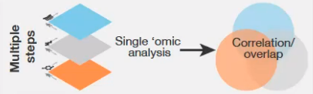 Multiple
steps
Single ‘omic
analysis
Correlation/
overlap